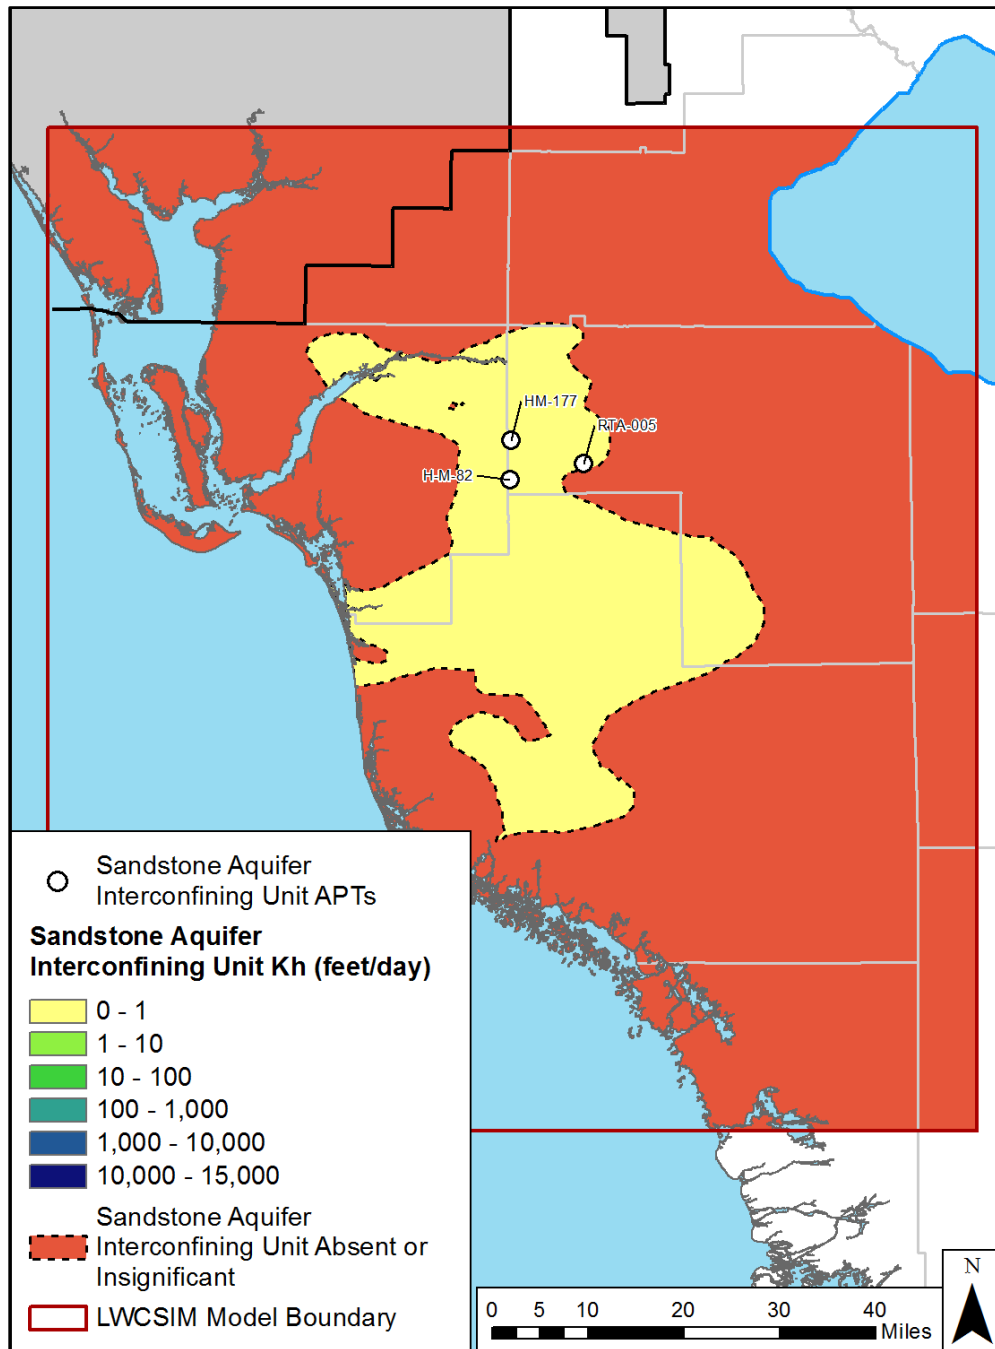 HM-177
RTA-005
H-M-82
Sandstone Aquifer
Interconfining Unit APTs
Sandstone Aquifer
Interconfining Unit Kh (feet/day)
0 - 1
1 - 10
10 - 100
100 - 1,000
1,000 - 10,000
10,000 - 15,000
Sandstone Aquifer
Interconfining Unit Absent or
Insignificant
LWCSIM Model Boundary
N
0 5 10 20 30 40
Miles